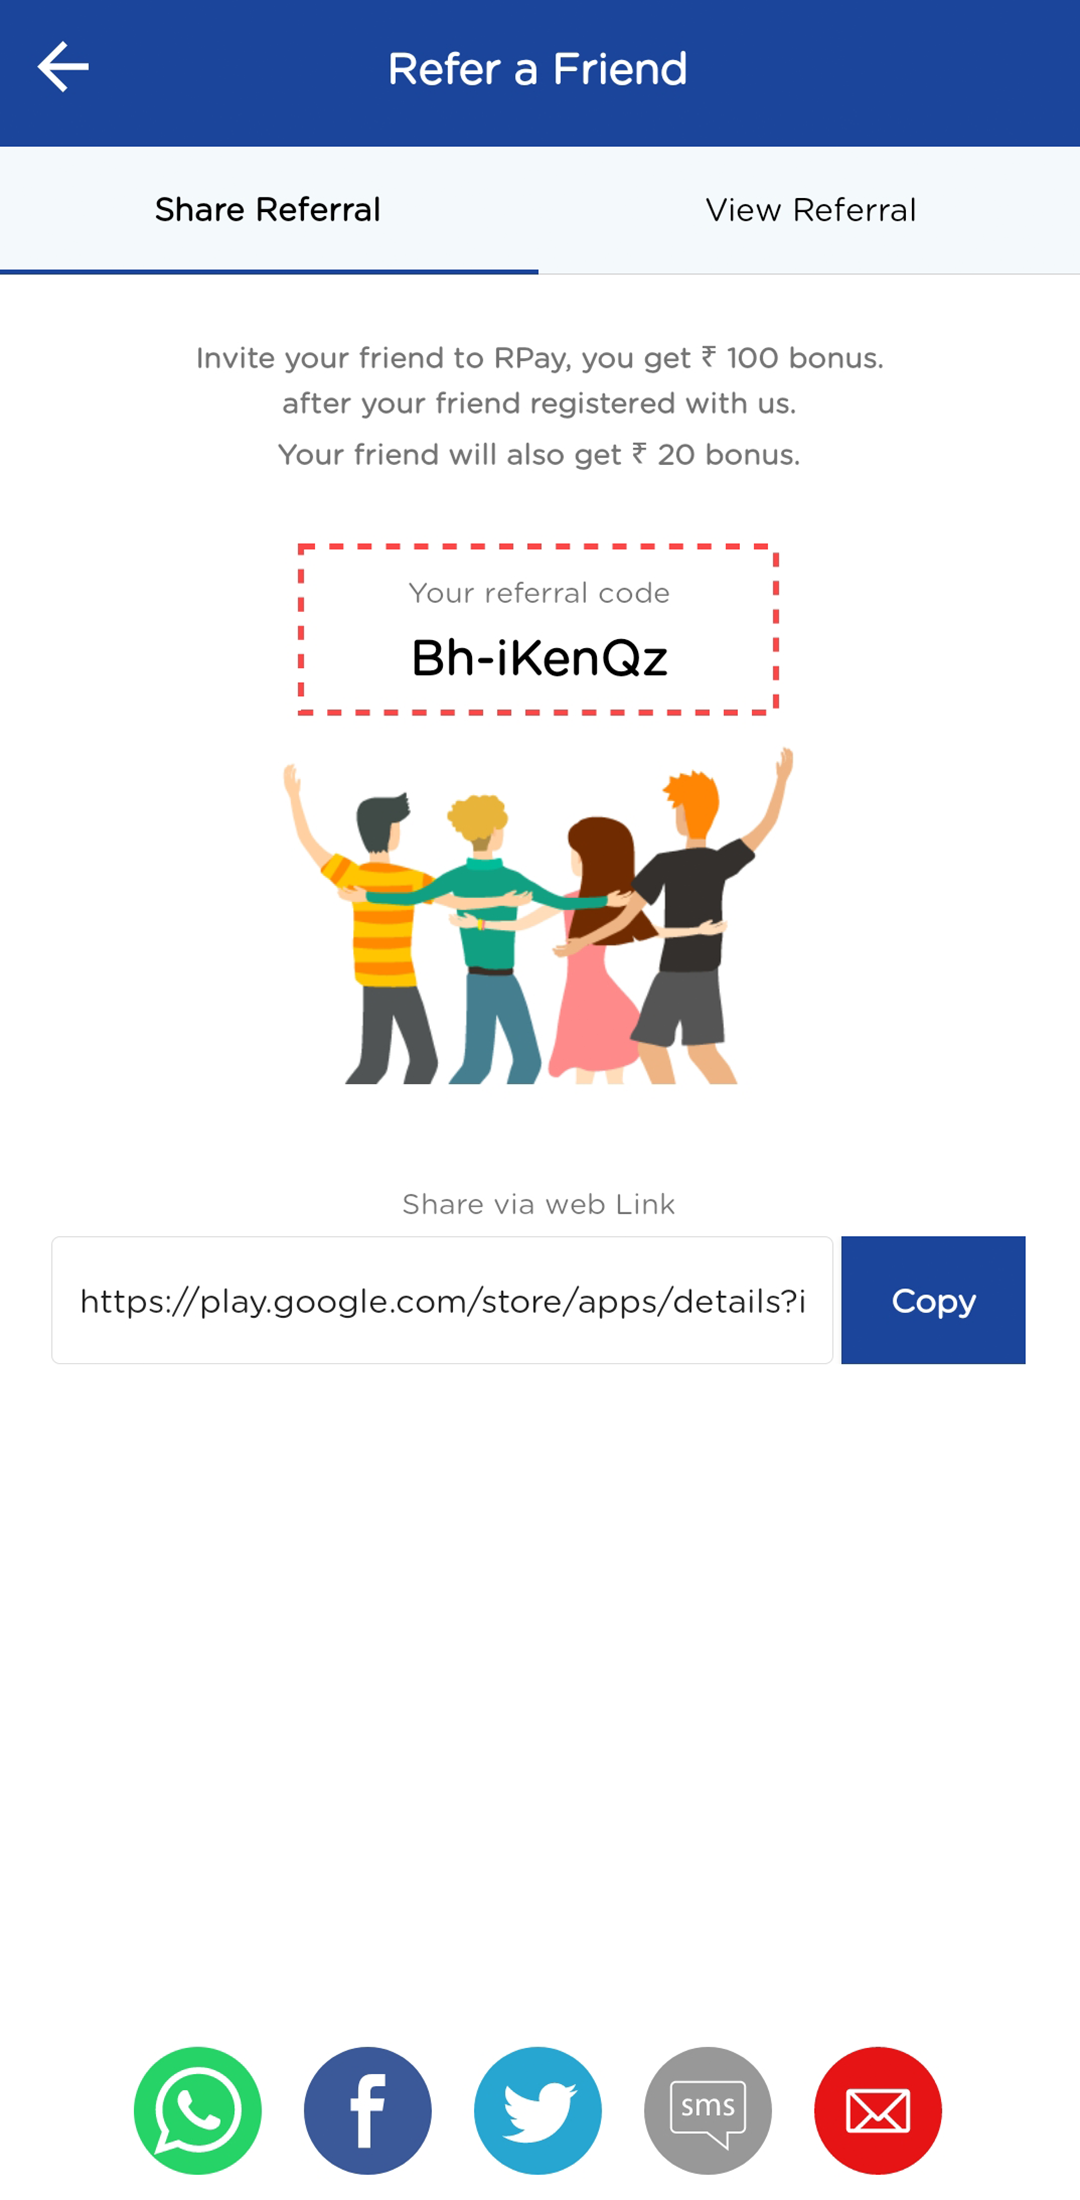 Refer a Friend
Share Referral
View Referral
Invite your friend to RPay, you get ₹ 100 bonus.
after your friend registered with us.
Your friend will also get ₹ 20 bonus.
Your referral code
Bh-iKenQz
Share via web Link
https://play.google.com/store/apps/details?i
Copy
sms